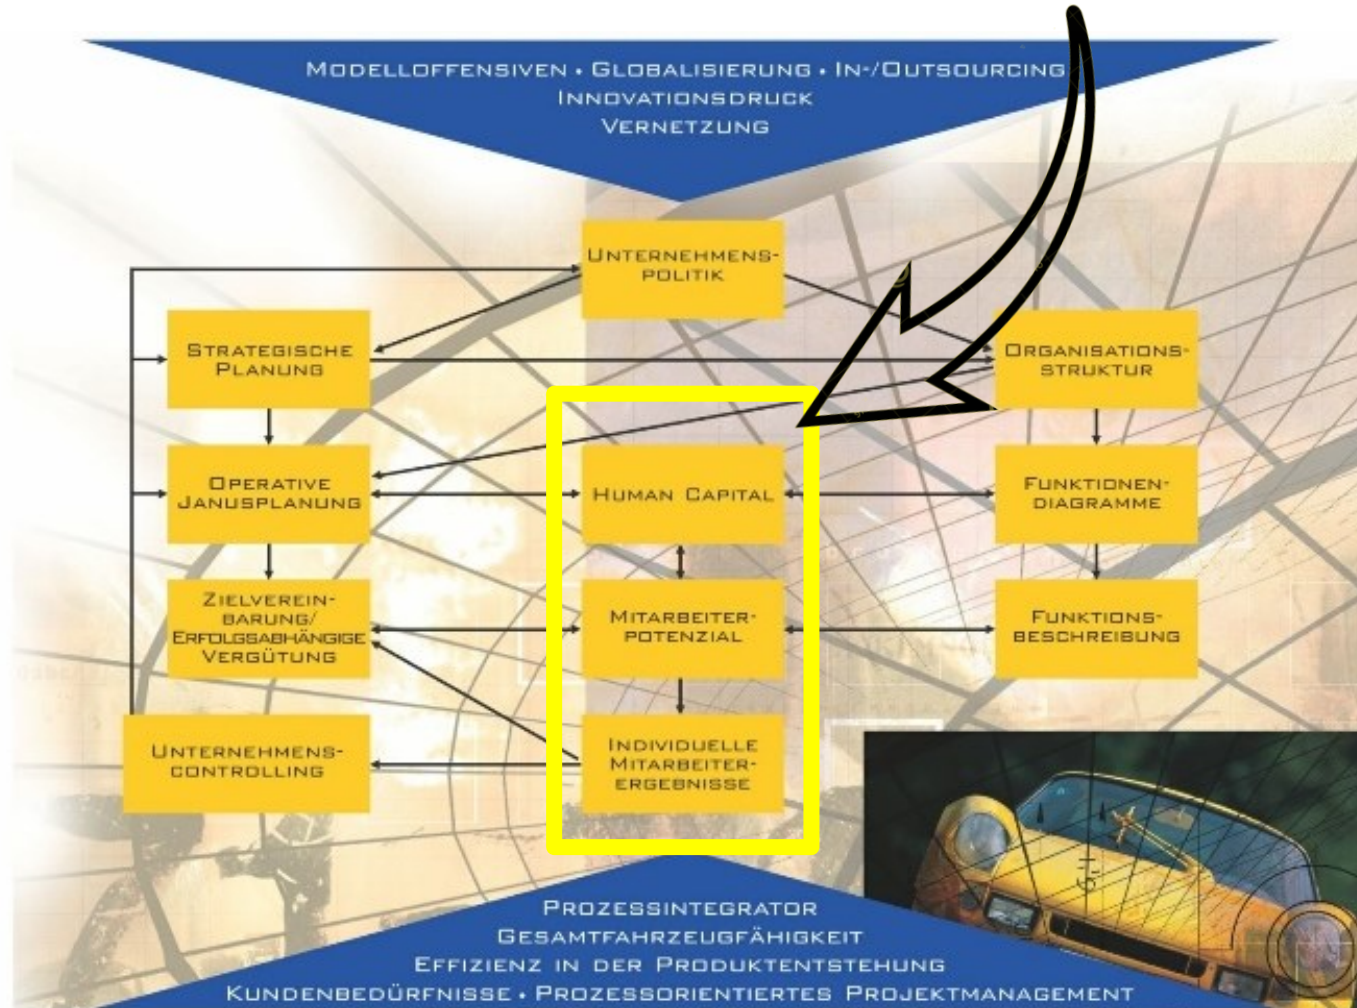 MODELLOFFENSIVEN • GLOBALISIERUNG • IN-/OUTSOURCING
INNOVATIONSDRUCK
VERNETZUNG
UNTERNEHMENS-
POLITIK
STRATEGISCHE
PLANUNG
ORGANISATIONS-
STRUKTUR
OPERATIVE
JANUSPLANUNG
HUMAN CAPITAL
FUNKTIONEN-
DIAGRAMME
ZIELVEREIN-
BARUNG/
ERFOLGSABHÄNGIGE
VERGÜTUNG
MITARBEITER-
POTENZIAL
FUNKTIONS-
BESCHREIBUNG
UNTERNEHMENS-
CONTROLLING
INDIVIDUELLE
MITARBEITER-
ERGEBNISSE
PROZESSINTEGRATOR
GESAMTFAHRZEUGFÄHIGKEIT
EFFIZIENZ IN DER PRODUKTENTSTEHUNG
KUNDENBEDÜRFNISSE • PROZESSORIENTIERTES PROJEKTMANAGEMENT